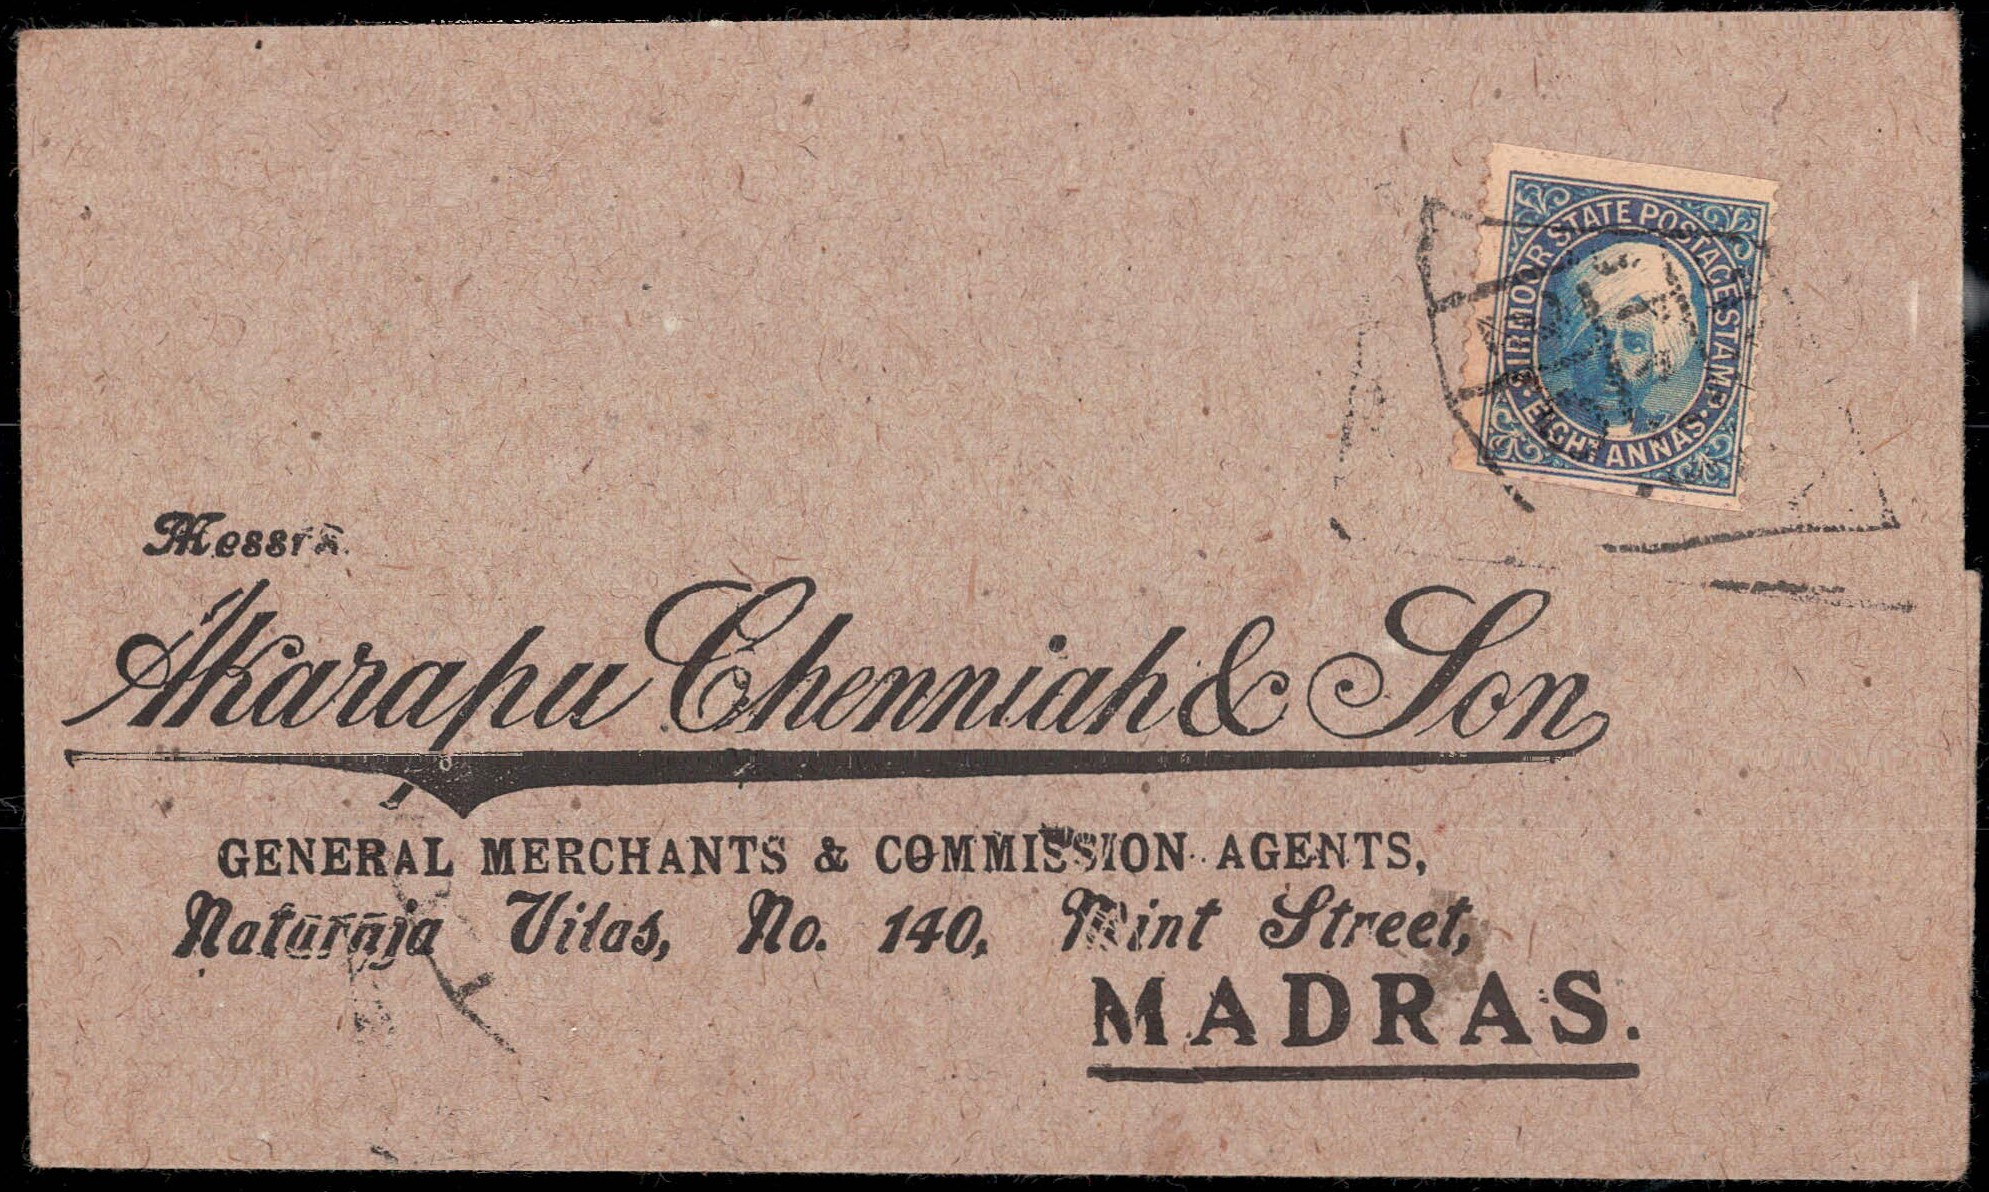 SIRMOOR STATE POSTAGE STAMP
EIGHT ANNAS
Messrs.
Akarapu Chenniah & Son
GENERAL MERCHANTS & COMMISSION AGENTS,
Nataraja Vilas, No. 140, Mint Street,
MADRAS.